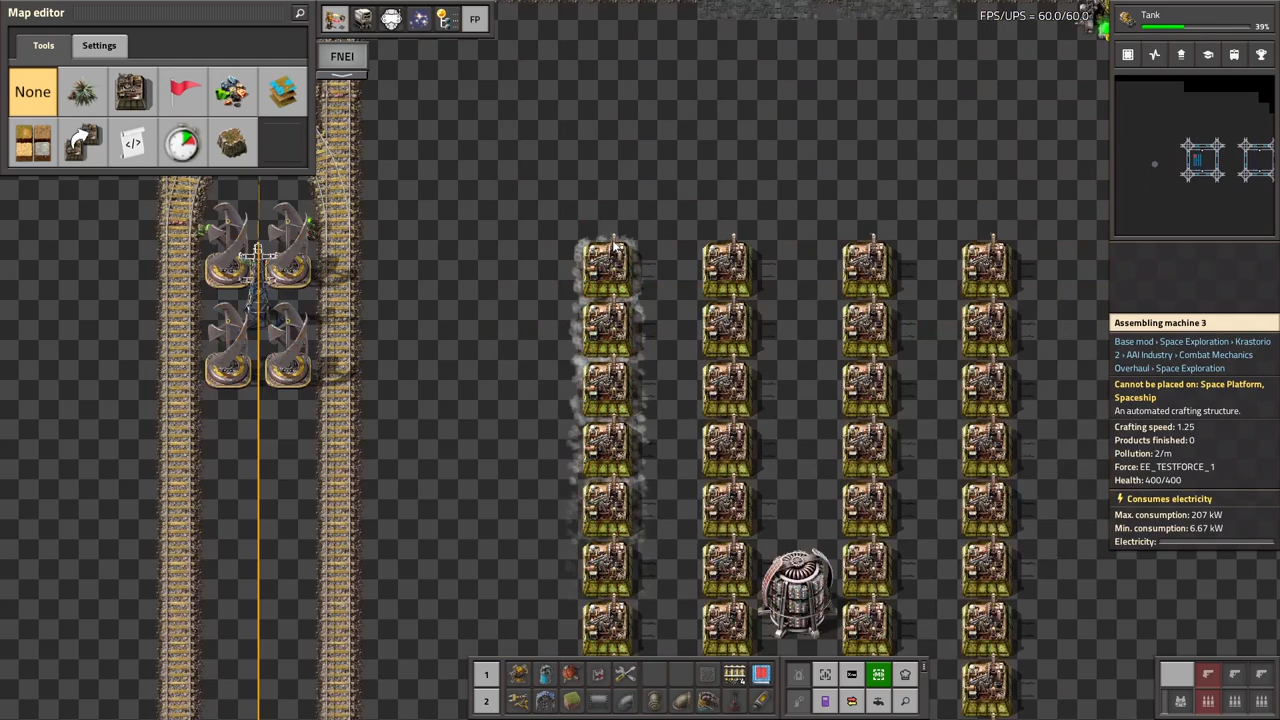 Map editor
FP
FPS/UPS = 60.0/60.0
Tank
39%
Tools
Settings
FNEI
None
</>
Assembling machine 3
Base mod › Space Exploration › Krastorio
2 › AAI Industry › Combat Mechanics
Overhaul › Space Exploration
Cannot be placed on: Space Platform,
Spaceship
An automated crafting structure.
Crafting speed: 1.25
Products finished: 0
Pollution: 2/m
Force: EE_TESTFORCE_1
Health: 400/400
Consumes electricity
Max. consumption: 207 kW
Min. consumption: 6.67 kW
Electricity:
1
MS
2